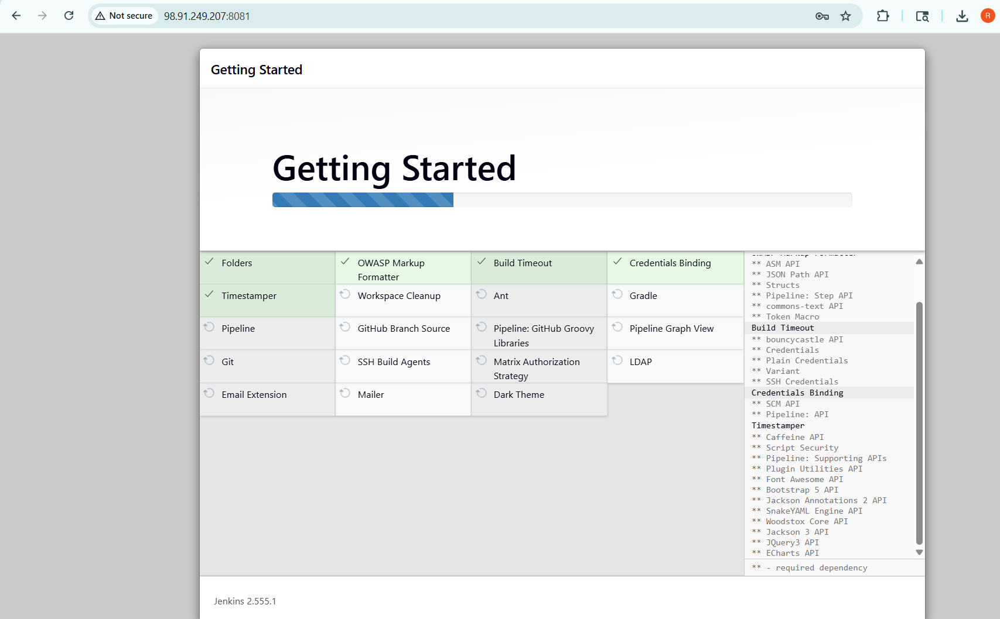 Not secure
98.91.249.207:8081
R
Getting Started
Getting Started
Folders
OWASP Markup
Formatter
Build Timeout
Credentials Binding
Timestamper
Workspace Cleanup
Ant
Gradle
Pipeline
GitHub Branch Source
Pipeline: GitHub Groovy
Libraries
Pipeline Graph View
Git
SSH Build Agents
Matrix Authorization
Strategy
LDAP
Email Extension
Mailer
Dark Theme
** ASM API
** JSON Path API
** Structs
** Pipeline: Step API
** commons-text API
** Token Macro
Build Timeout
** bouncycastle API
** Credentials
** Plain Credentials
** Variant
** SSH Credentials
Credentials Binding
** SCM API
** Pipeline: API
Timestamper
** Caffeine API
** Script Security
** Pipeline: Supporting APIs
** Plugin Utilities API
** Font Awesome API
** Bootstrap 5 API
** Jackson Annotations 2 API
** SnakeYAML Engine API
** Woodstox Core API
** Jackson 3 API
** JQuery3 API
** ECharts API
** - required dependency
Jenkins 2.555.1